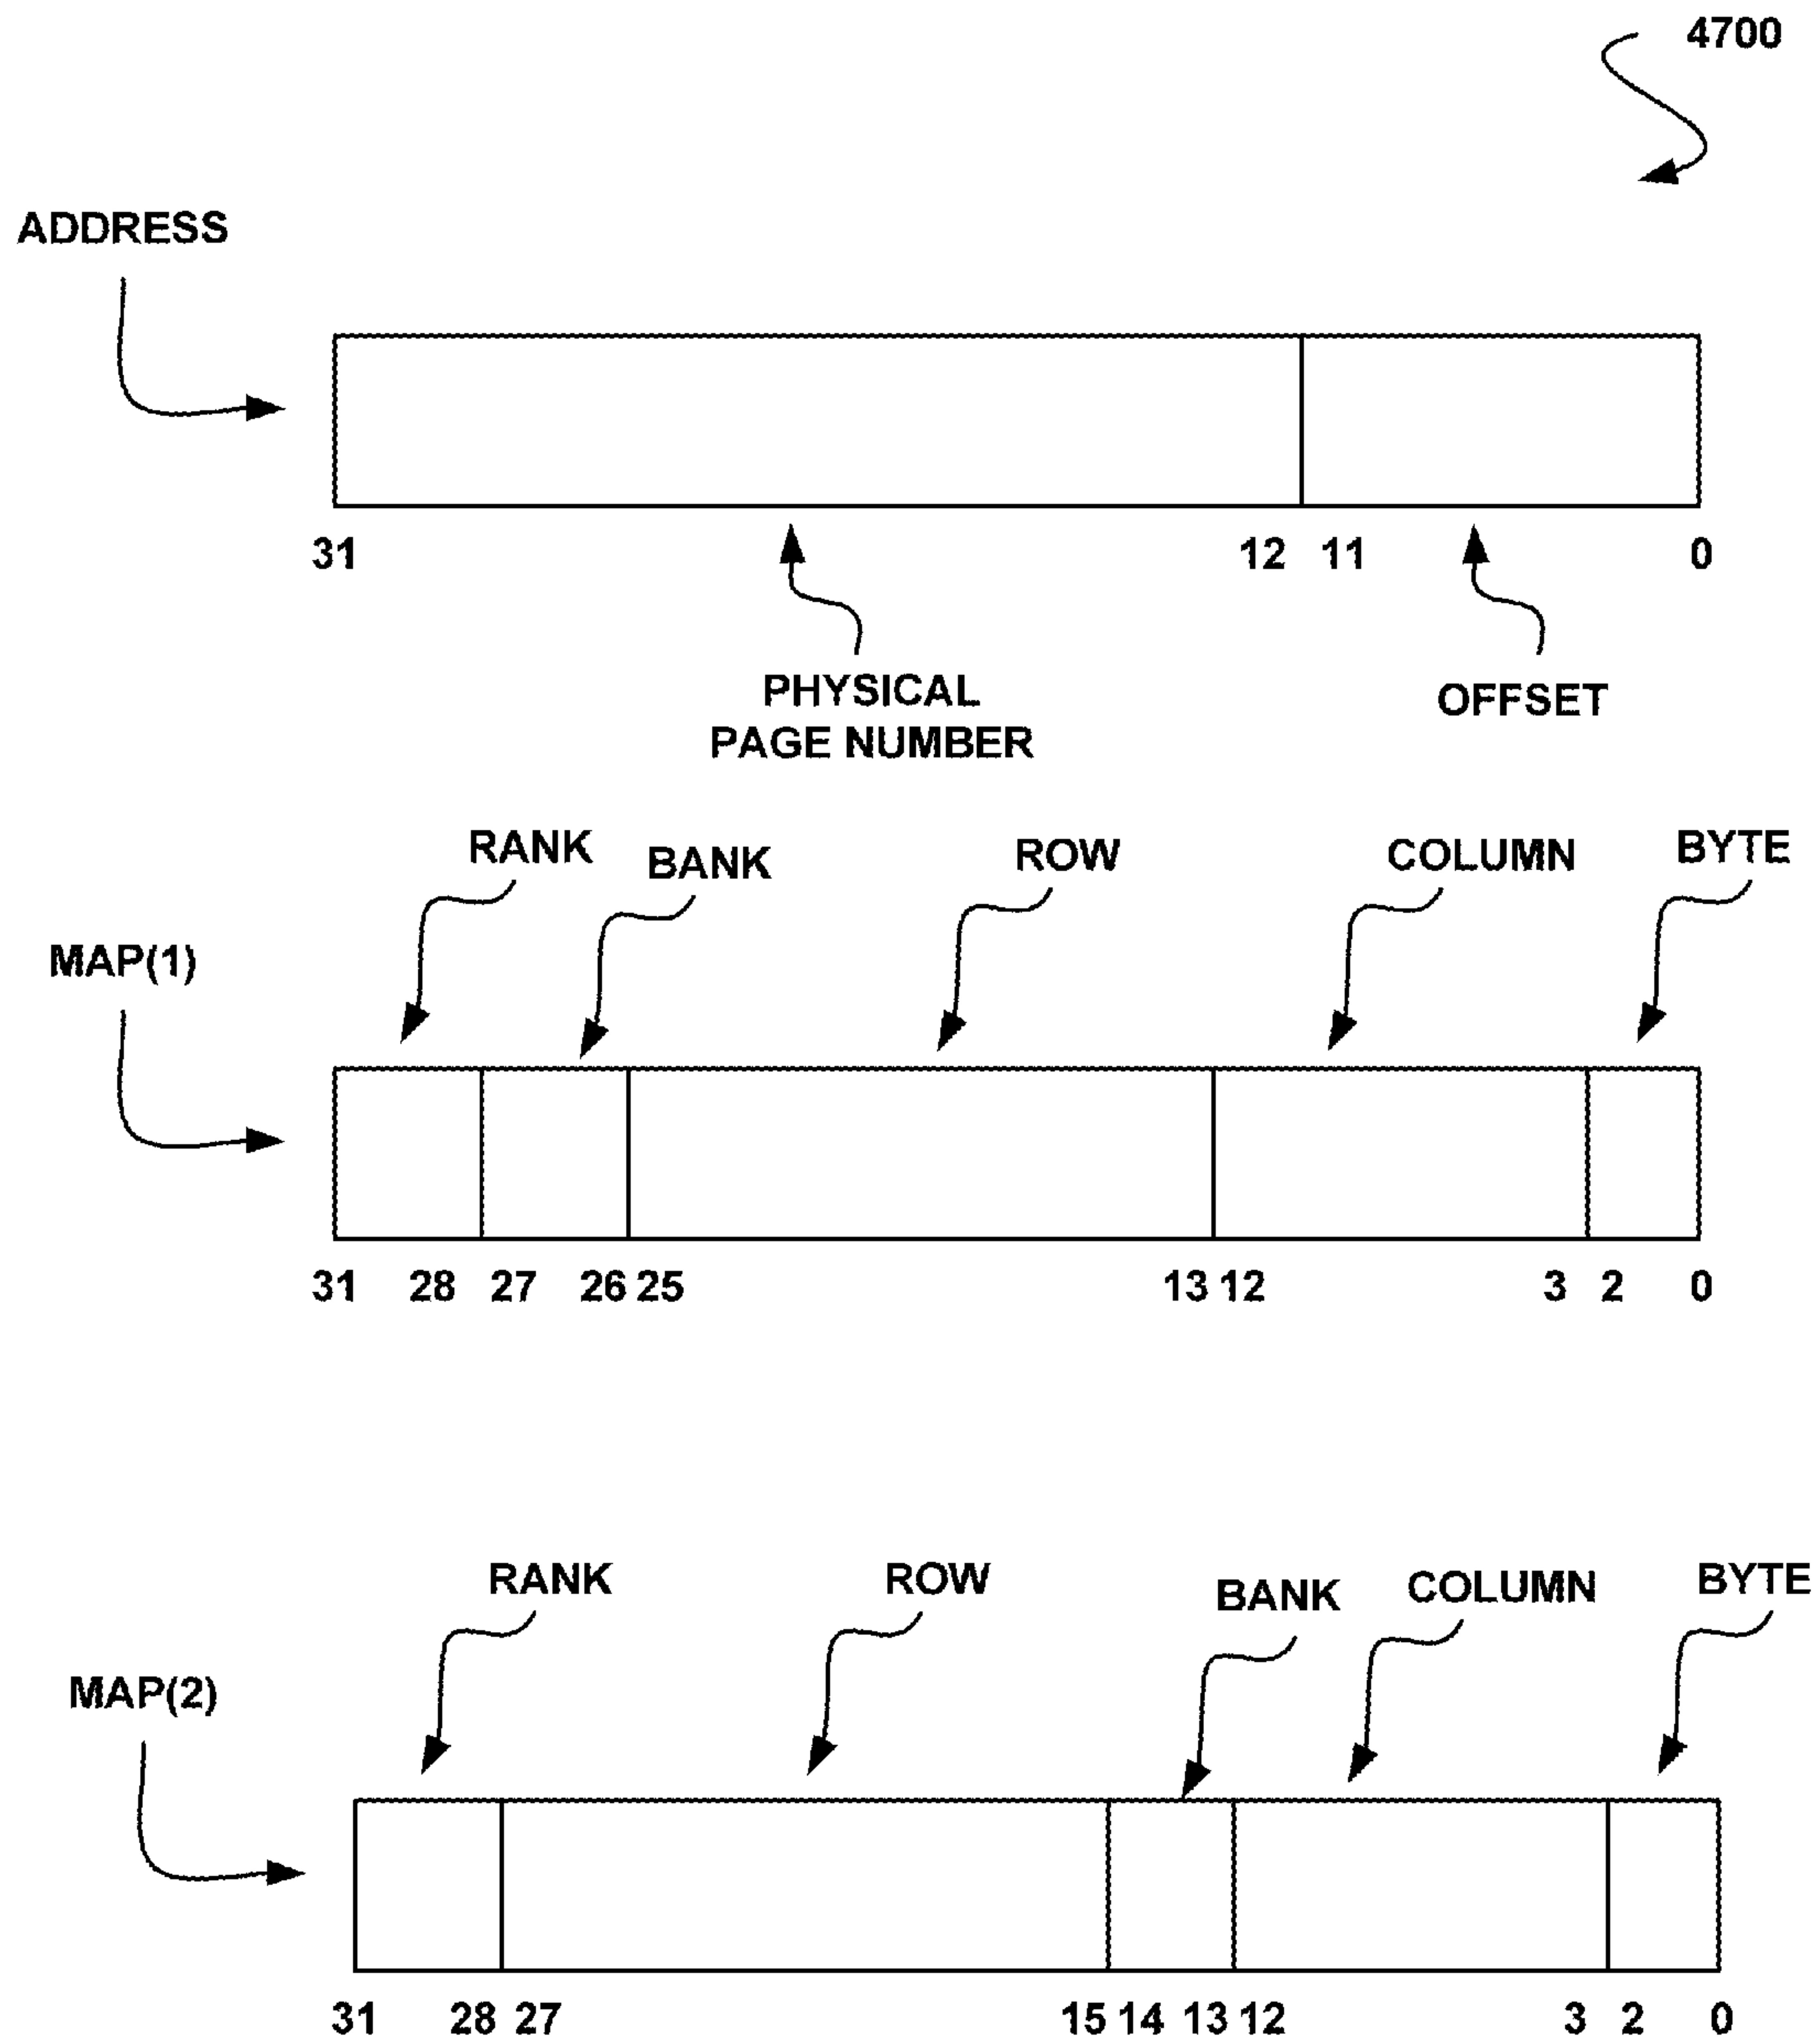 4700
ADDRESS
31 12 11 0
PHYSICAL
PAGE NUMBER
OFFSET
RANK BANK ROW COLUMN BYTE
MAP(1)
31 28 27 26 25 13 12 3 2 0
RANK ROW BANK COLUMN BYTE
MAP(2)
31 28 27 15 14 13 12 3 2 0